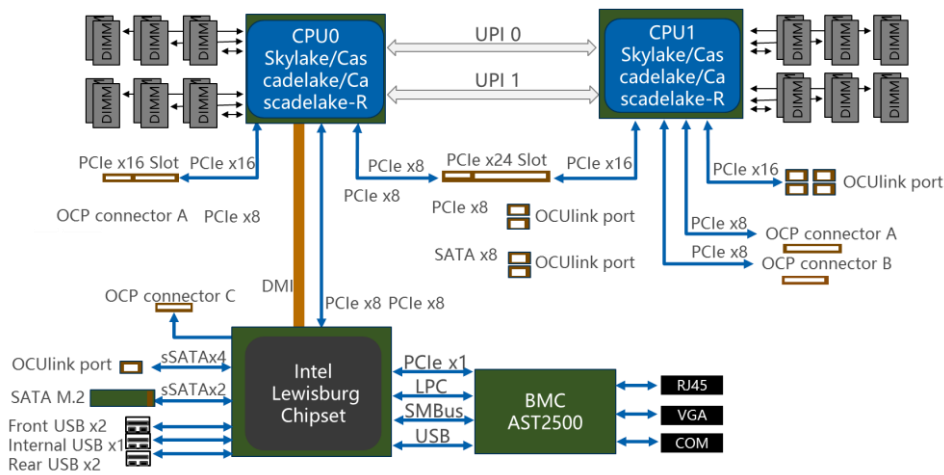 DIMM
DIMM
DIMM
CPU0
Skylake/Cas
cadelake/Ca
scadelake-R
UPI 0
CPU1
Skylake/Cas
cadelake/Ca
scadelake-R
DIMM
DIMM
DIMM
DIMM
DIMM
DIMM
UPI 1
DIMM
DIMM
DIMM
PCIe x16 Slot
PCIe x16
PCIe x8
PCIe x24 Slot
PCIe x16
PCIe x16
OCUlink port
OCP connector A
PCIe x8
PCIe x8
PCIe x8
OCUlink port
PCIe x8
OCP connector A
SATA x8
OCUlink port
PCIe x8
OCP connector B
OCP connector C
DMI
PCIe x8
PCIe x8
OCUlink port
sSATAx4
SATA M.2
sSATAx2
Front USB x2
Internal USB x1
Rear USB x2
Intel
Lewisburg
Chipset
PCIe x1
LPC
SMBus
USB
BMC
AST2500
RJ45
VGA
COM